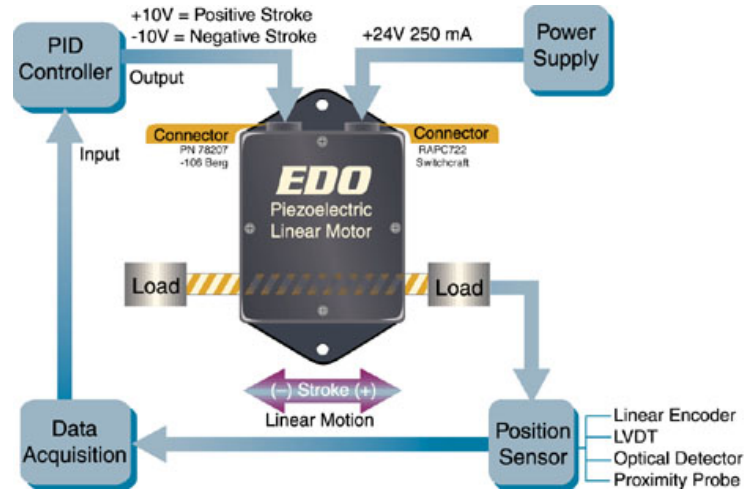 +10V = Positive Stroke
-10V = Negative Stroke
PID
Controller
Output
+24V 250 mA
Power
Supply
Input
Connector
PN 78207
-106 Berg
Connector
RAPC722
Switchcraft
EDO
Piezoelectric
Linear Motor
Load
Load
(-) Stroke (+)
Linear Motion
Data
Acquisition
Position
Sensor
Linear Encoder
LVDT
Optical Detector
Proximity Probe